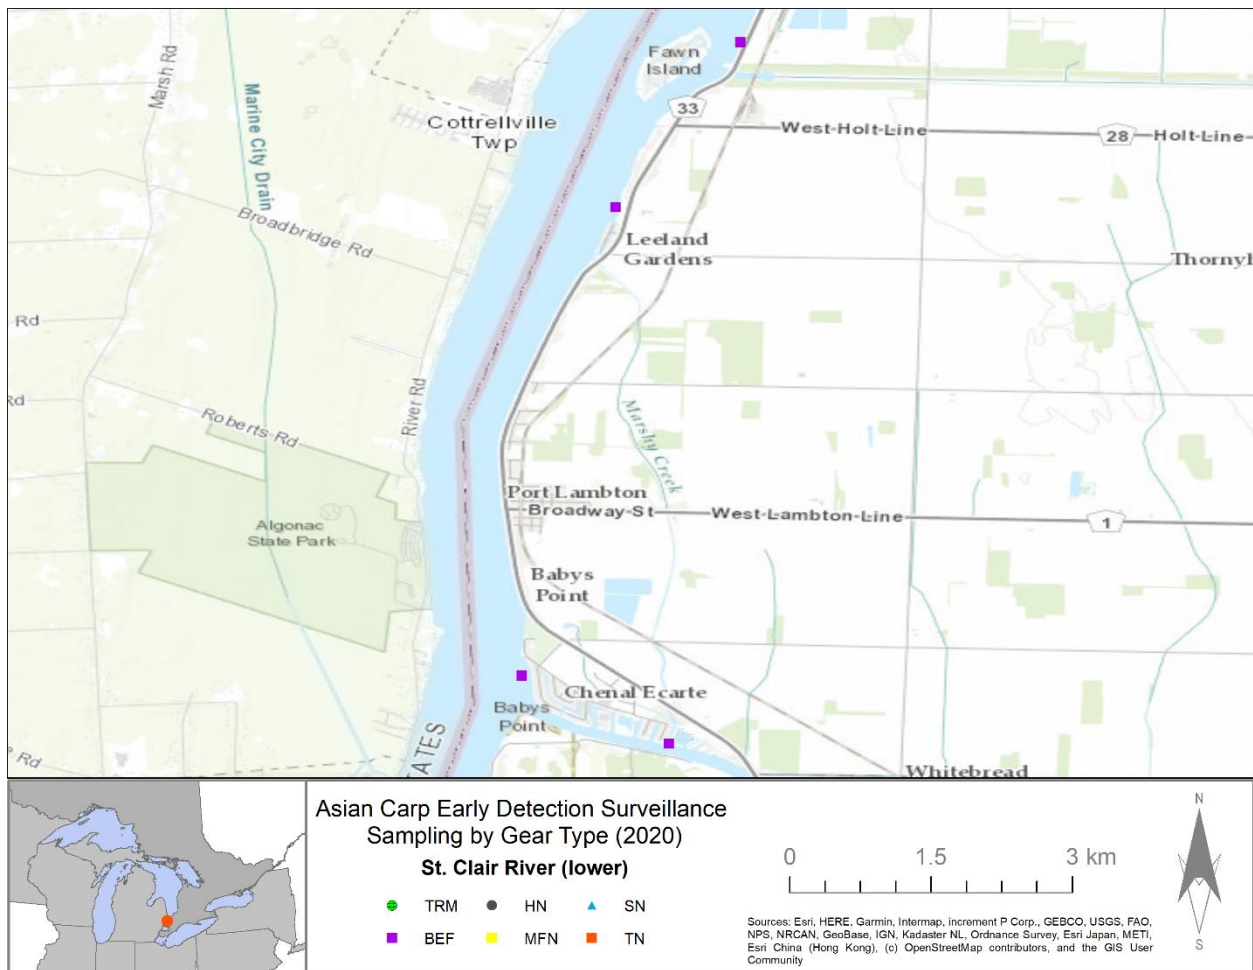 Fawn
Island
Marsh Rd
Marine City Drain
33
Cottrellville
Twp
West-Holt-Line
28
Holt-Line
Broadbridge Rd
Leeland
Gardens
Rd
River Rd
Roberts Rd
Marshy Creek
Port Lambton
Broadway-St
West-Lambton-Line
1
Algonac
State Park
Babys
Point
Chenal Ecarte
Babys
Point
Rd
Whitebread
Asian Carp Early Detection Surveillance
Sampling by Gear Type (2020)
St. Clair River (lower)
TRM HN SN
BEF MFN TN
0 1.5 3 km
N
S
Sources: Esri, HERE, Garmin, Intermap, increment P Corp., GEBCO, USGS, FAO,
NPS, NRCAN, GeoBase, IGN, Kadaster NL, Ordnance Survey, Esri Japan, METI,
Esri China (Hong Kong), (c) OpenStreetMap contributors, and the GIS User
Community